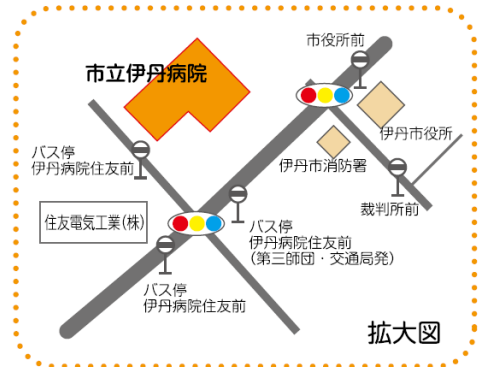 市役所前
市立伊丹病院
伊丹市役所
バス停
伊丹病院住友前
伊丹市消防署
裁判所前
住友電気工業(株)
バス停
伊丹病院住友前
(第三師団・交通局発)
バス停
伊丹病院住友前
拡大図